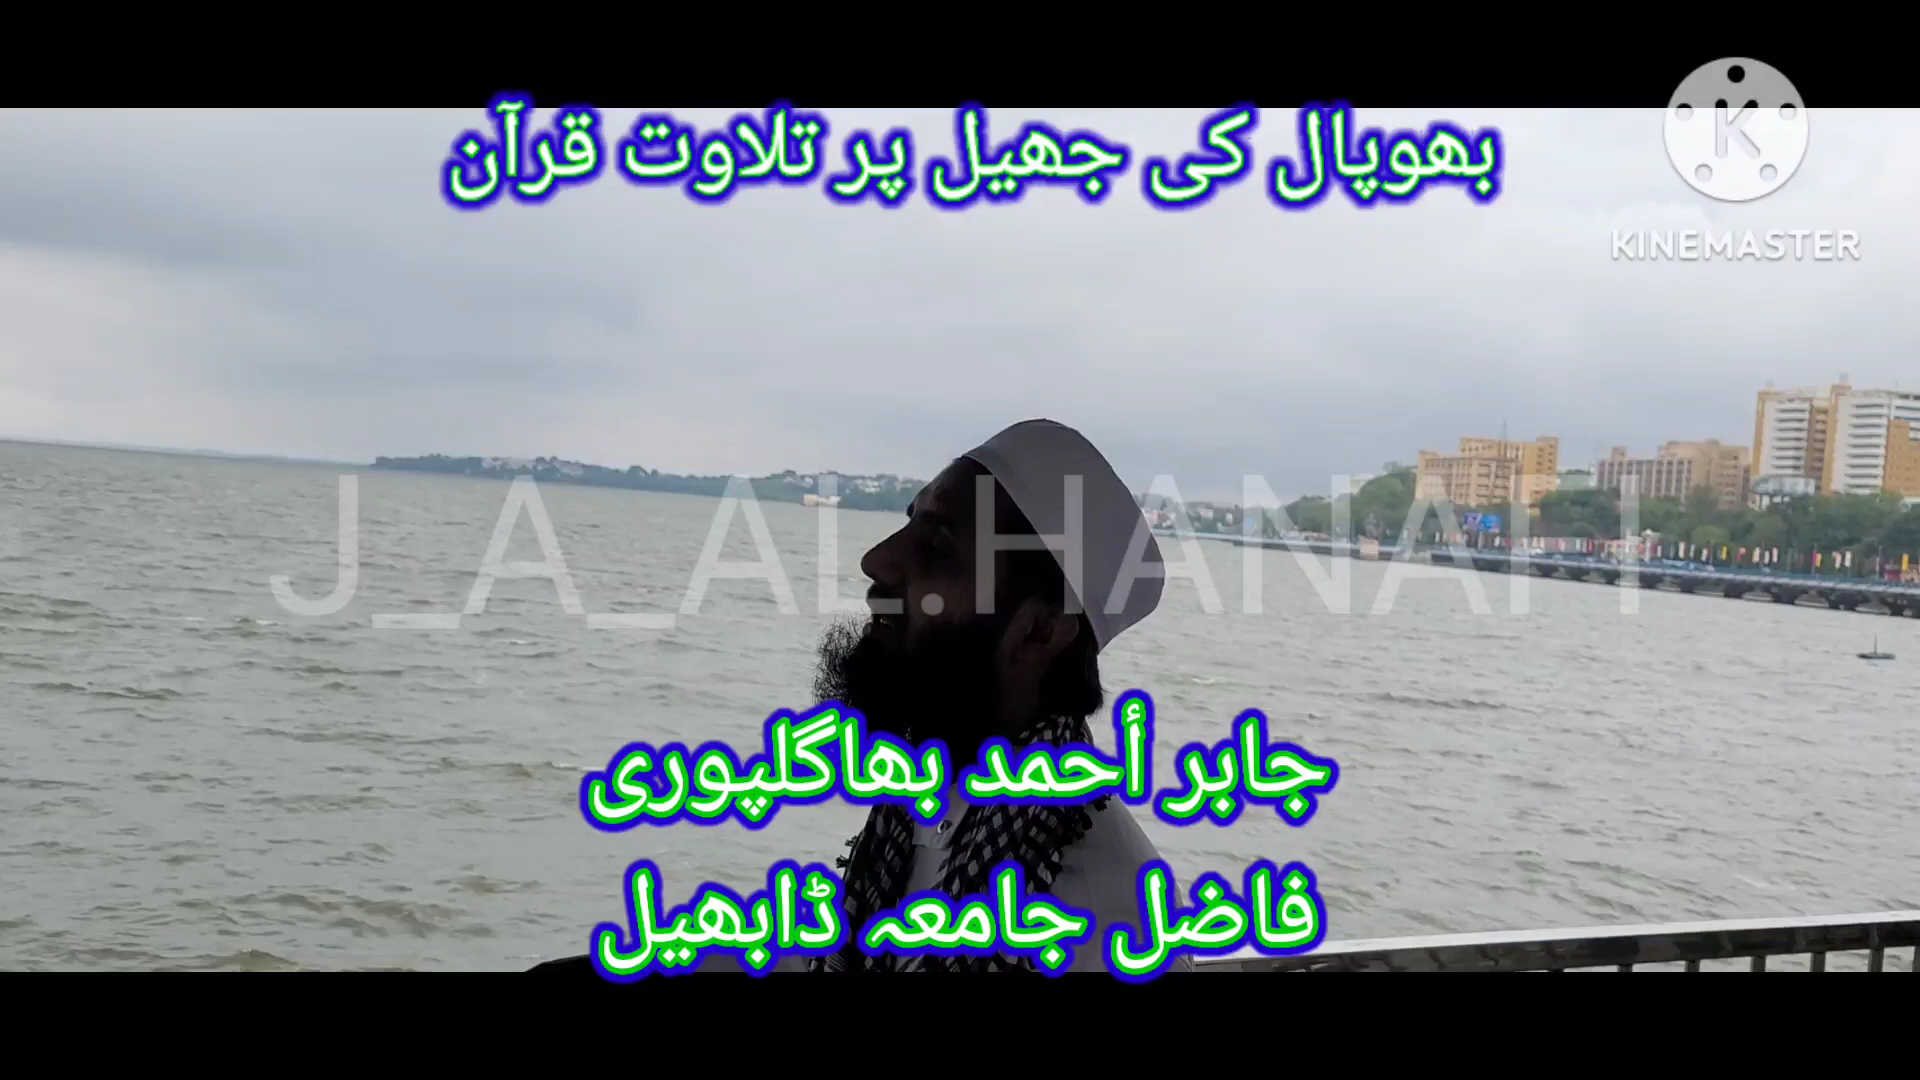 بھوپال کی جھیل پر تلاوت قرآن
KINEMASTER
J_A_AL.HANAFI
جابر أحمد بھاگلپوری
فاضل جامعہ ڈابھیل